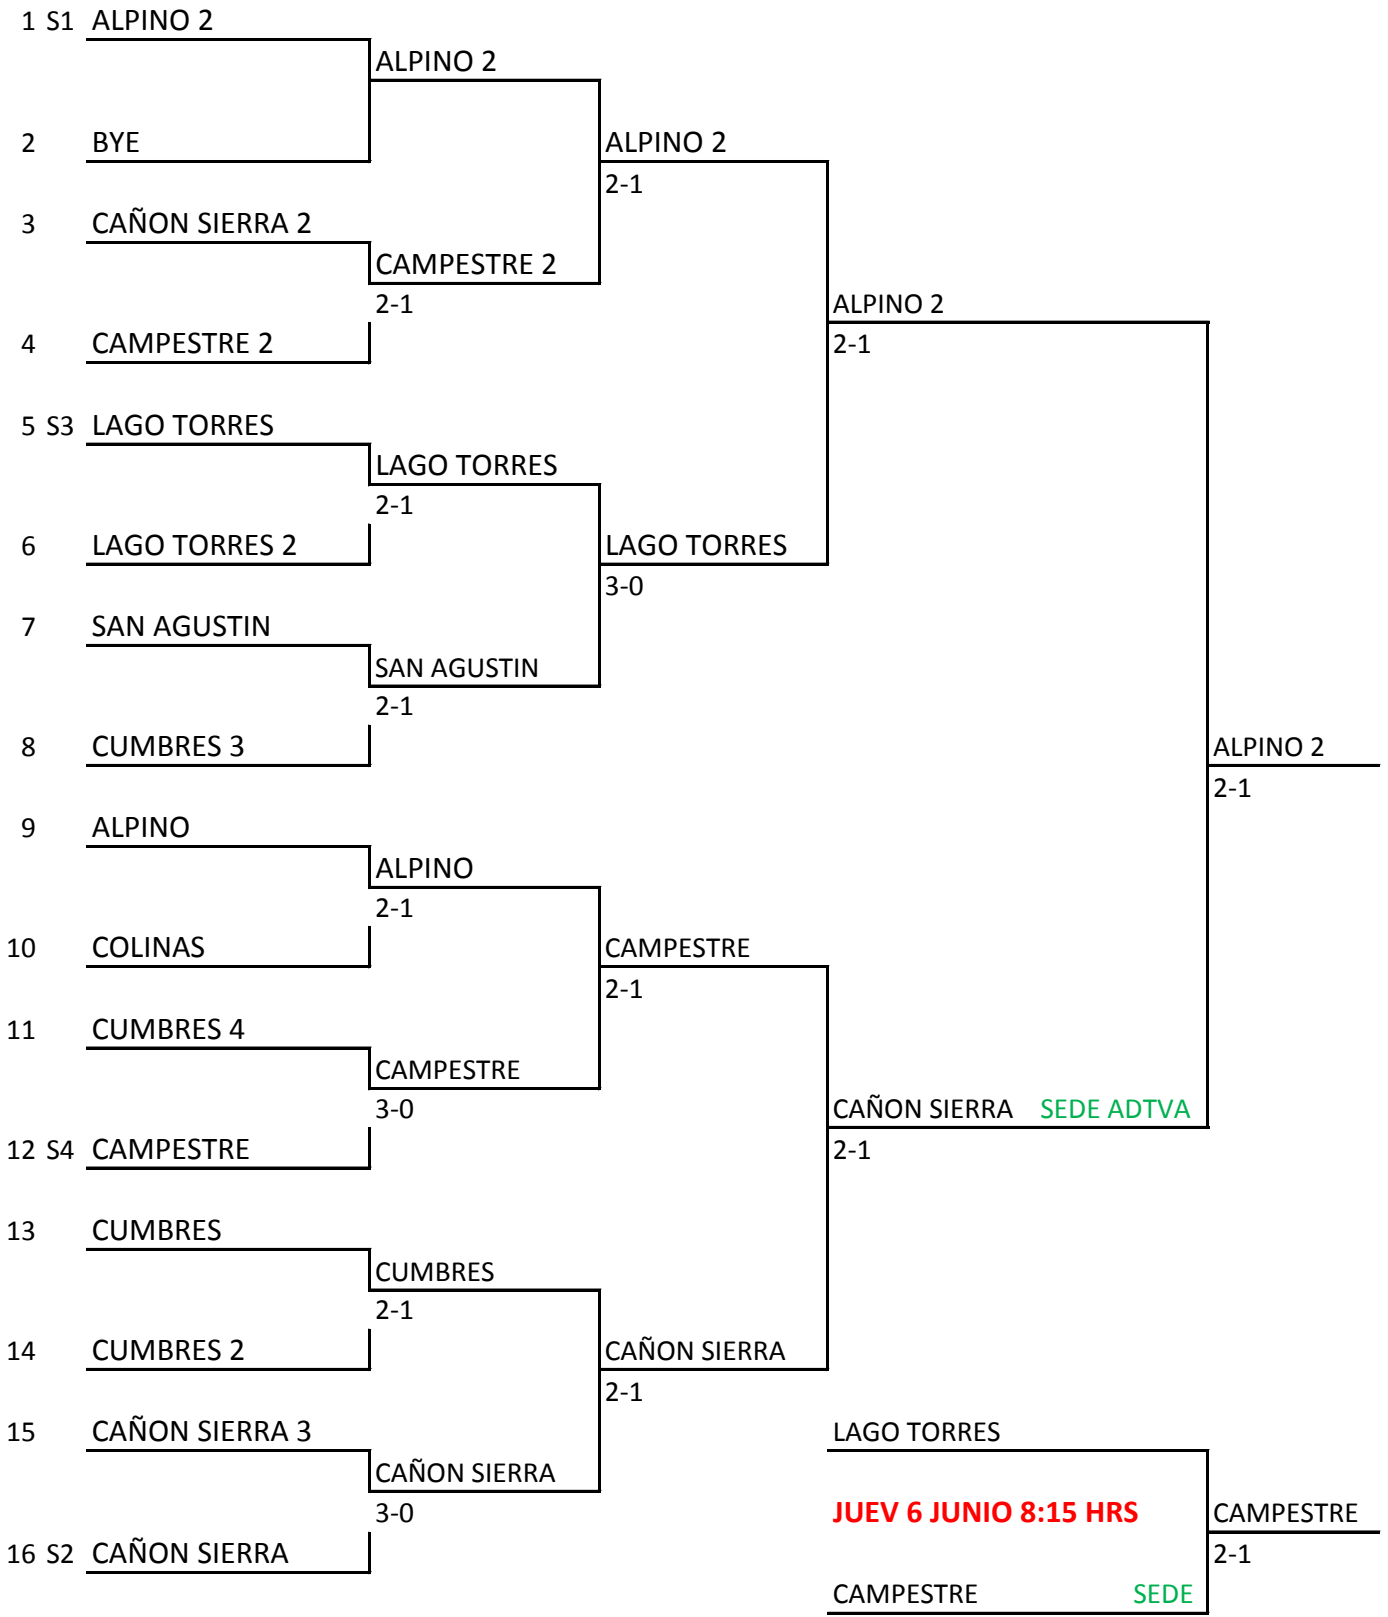 1 S1 ALPINO 2
ALPINO 2
2 BYE ALPINO 2
2-1
3 CAÑON SIERRA 2
CAMPESTRE 2
2-1 ALPINO 2
4 CAMPESTRE 2 2-1
5 S3 LAGO TORRES
LAGO TORRES
2-1
6 LAGO TORRES 2 LAGO TORRES
3-0
7 SAN AGUSTIN
SAN AGUSTIN
2-1
8 CUMBRES 3 ALPINO 2
2-1
9 ALPINO
ALPINO
2-1
10 COLINAS CAMPESTRE
2-1
11 CUMBRES 4
CAMPESTRE
3-0 CAÑON SIERRA SEDE ADTVA
12 S4 CAMPESTRE 2-1
13 CUMBRES
CUMBRES
2-1
14 CUMBRES 2 CAÑON SIERRA
2-1
15 CAÑON SIERRA 3 LAGO TORRES
CAÑON SIERRA
3-0 JUEV 6 JUNIO 8:15 HRS CAMPESTRE
16 S2 CAÑON SIERRA 2-1
CAMPESTRE SEDE